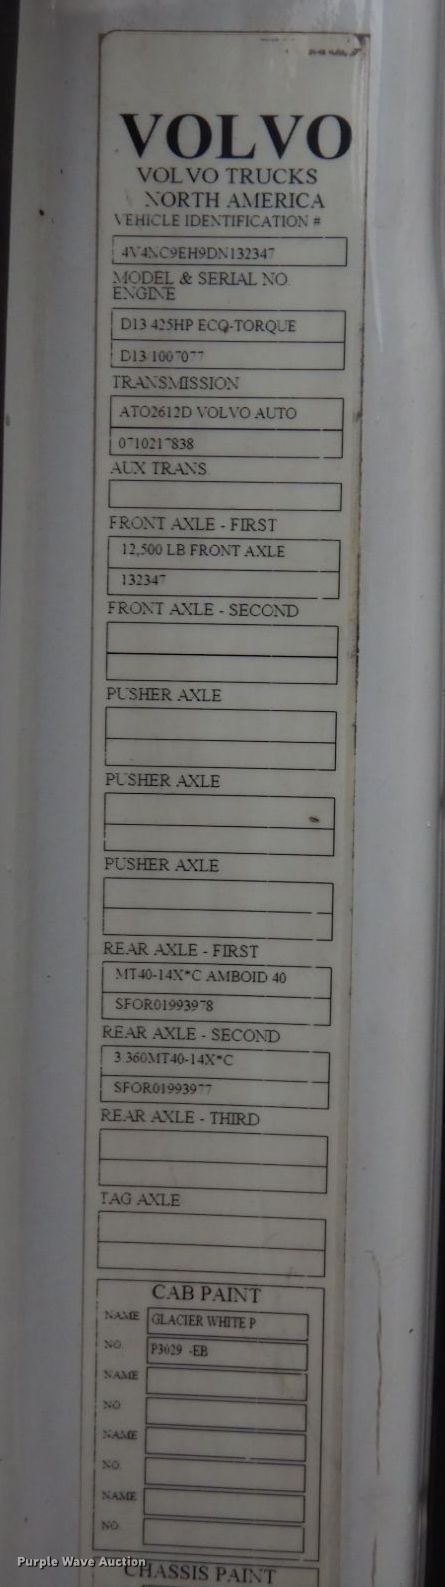 VOLVO
VOLVO TRUCKS
NORTH AMERICA
VEHICLE IDENTIFICATION #
4V4NC9EH9DN132347
MODEL & SERIAL NO.
ENGINE
D13 425HP ECO-TORQUE
D13 1007077
TRANSMISSION
ATO2612D VOLVO AUTO
0710217838
AUX TRANS
FRONT AXLE - FIRST
12,500 LB FRONT AXLE
132347
FRONT AXLE - SECOND
PUSHER AXLE
PUSHER AXLE
PUSHER AXLE
REAR AXLE - FIRST
MT40-14X*C AMBOID 40
SFOR01993978
REAR AXLE - SECOND
3.360MT40-14X*C
SFOR01993977
REAR AXLE - THIRD
TAG AXLE
CAB PAINT
NAME GLACIER WHITE P
NO. P3029 -EB
NAME
NO.
NAME
NO.
NAME
NO.
CHASSIS PAINT
Purple Wave Auction